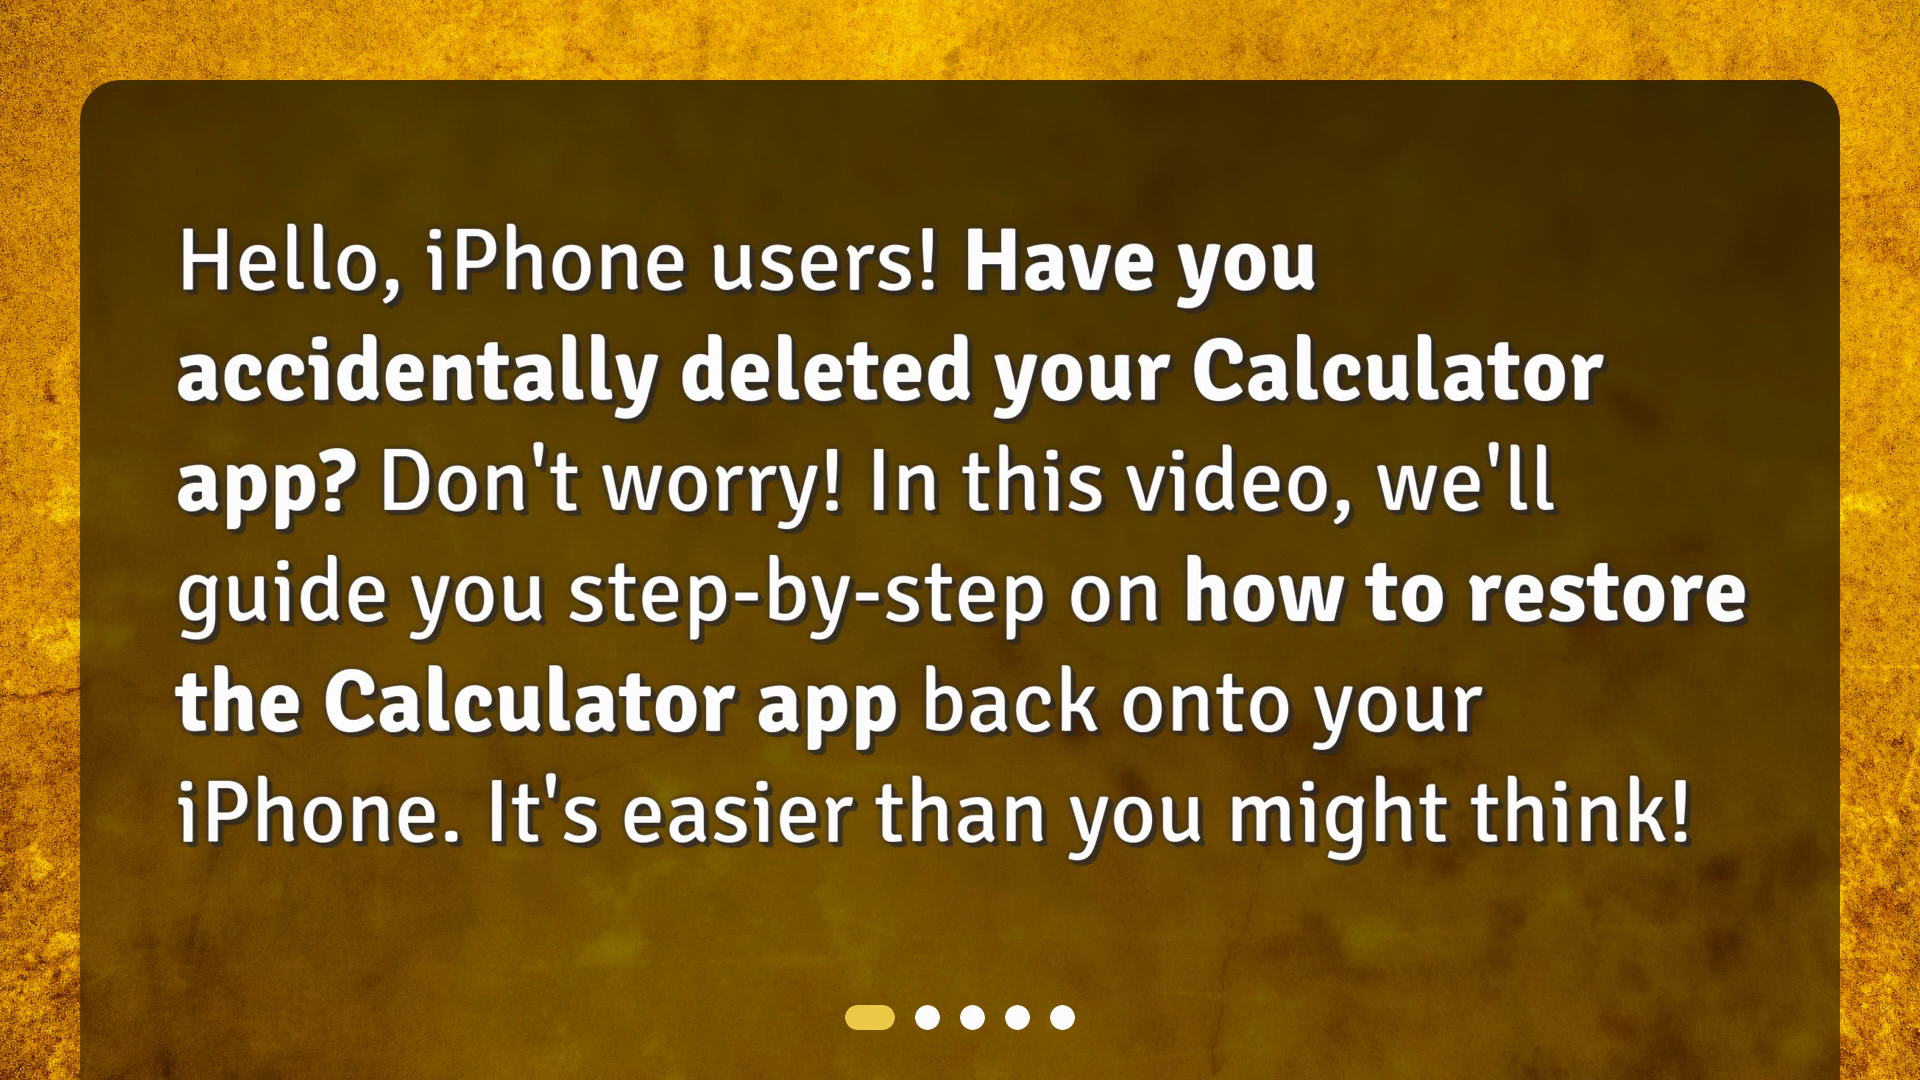 Hello, iPhone users! Have you
accidentally deleted your Calculator
app? Don't worry! In this video, we'll
guide you step-by-step on how to restore
the Calculator app back onto your
iPhone. It's easier than you might think!